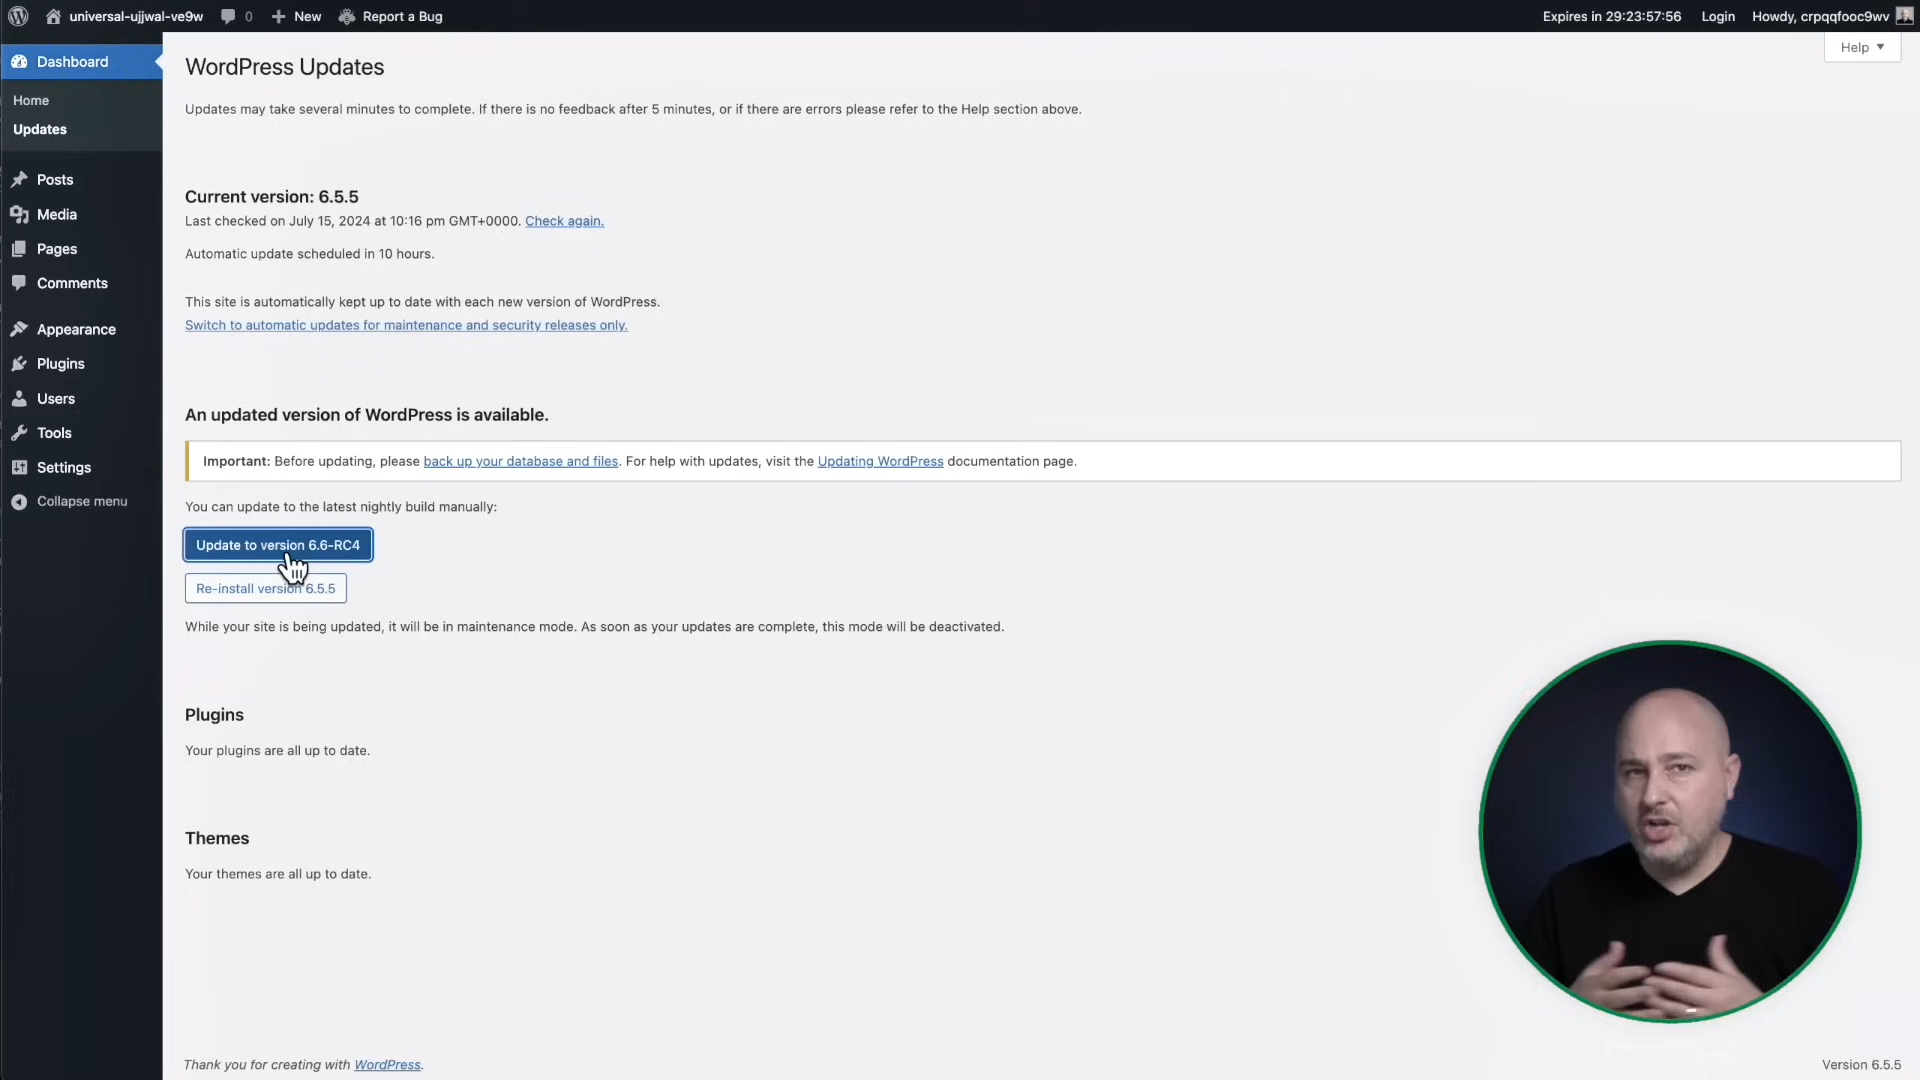 universal-ujjwal-ve9w 0 New Report a Bug Expires in 29:23:57:56 Login Howdy, crpqqfooc9wv
Help
Dashboard
Home
Updates
Posts
Media
Pages
Comments
Appearance
Plugins
Users
Tools
Settings
Collapse menu
WordPress Updates
Updates may take several minutes to complete. If there is no feedback after 5 minutes, or if there are errors please refer to the Help section above.
Current version: 6.5.5
Last checked on July 15, 2024 at 10:16 pm GMT+0000. Check again.
Automatic update scheduled in 10 hours.
This site is automatically kept up to date with each new version of WordPress.
Switch to automatic updates for maintenance and security releases only.
An updated version of WordPress is available.
Important: Before updating, please back up your database and files. For help with updates, visit the Updating WordPress documentation page.
You can update to the latest nightly build manually:
Update to version 6.6-RC4
Re-install version 6.5.5
While your site is being updated, it will be in maintenance mode. As soon as your updates are complete, this mode will be deactivated.
Plugins
Your plugins are all up to date.
Themes
Your themes are all up to date.
Thank you for creating with WordPress.
Version 6.5.5